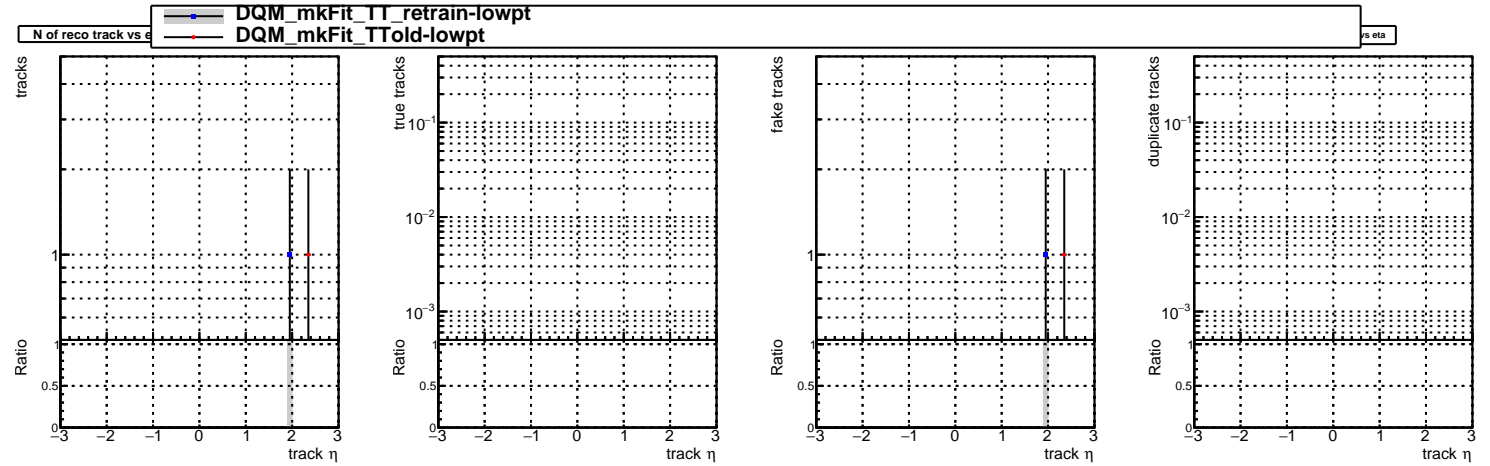 DQM_mkFit_TT_retrain-lowpt
DQM_mkFit_TTold-lowpt
N of reco track vs e
vs eta
tracks
1
Ratio
1
0.5
0
−3 −2 −1 0 1 2 3
track η
true tracks
10−1
10−2
10−3
Ratio
1
0.5
0
−3 −2 −1 0 1 2 3
track η
fake tracks
1
Ratio
1
0.5
0
−3 −2 −1 0 1 2 3
track η
duplicate tracks
10−1
10−2
10−3
Ratio
1
0.5
0
−3 −2 −1 0 1 2 3
track η